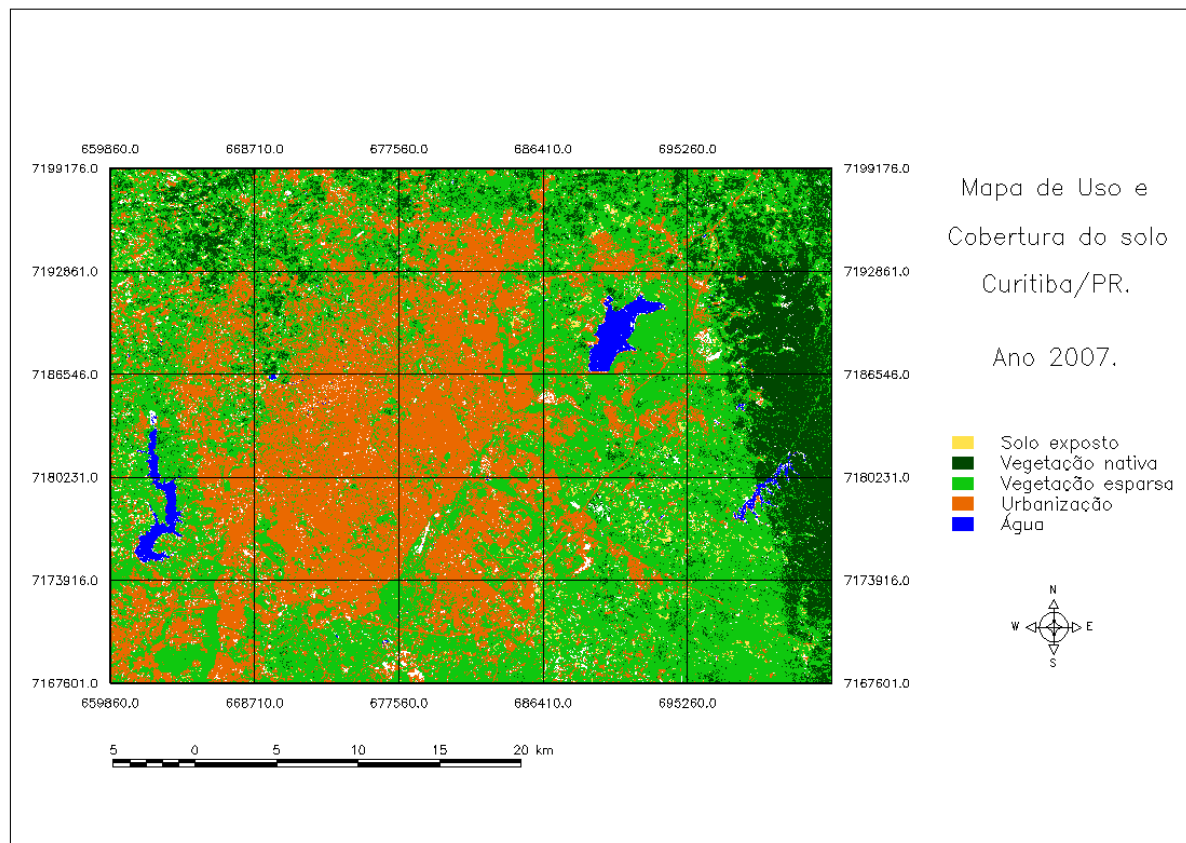 659860.0 668710.0 677560.0 686410.0 695260.0
7199176.0 7199176.0
7192861.0 7192861.0
7186546.0 7186546.0
7180231.0 7180231.0
7173916.0 7173916.0
7167601.0 7167601.0
659860.0 668710.0 677560.0 686410.0 695260.0
5 0 5 10 15 20 km
Mapa de Uso e
Cobertura do solo
Curitiba/PR.
Ano 2007.
Solo exposto
Vegetação nativa
Vegetação esparsa
Urbanização
Água
N
W E
S